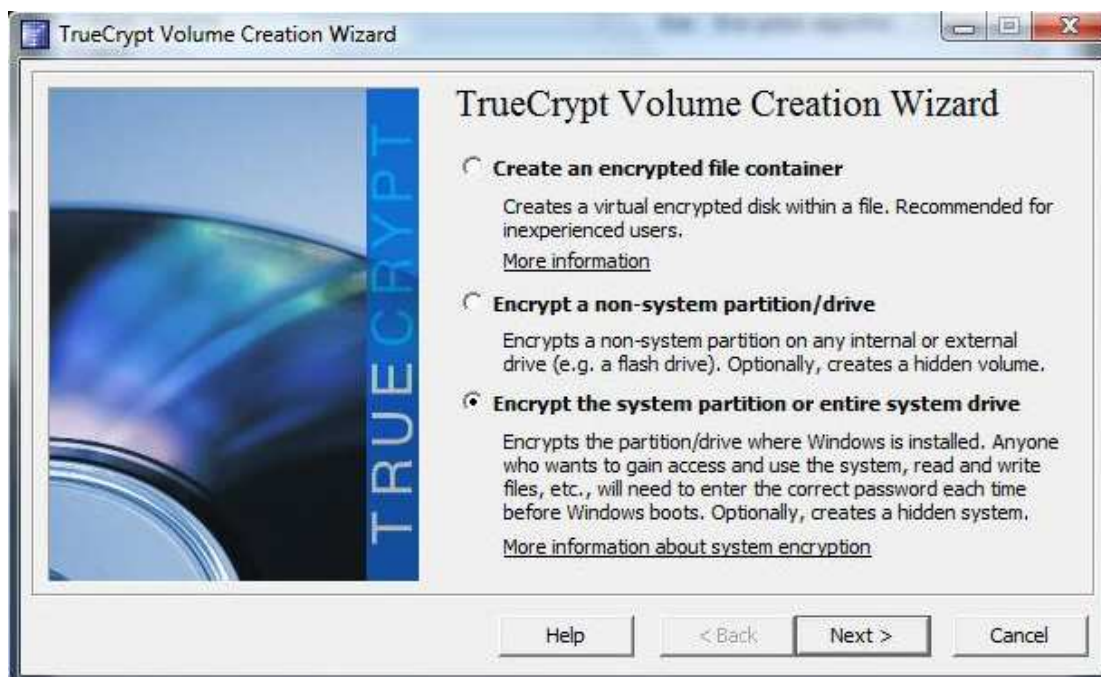 TrueCrypt Volume Creation Wizard
TRUECRYPT
TrueCrypt Volume Creation Wizard
Create an encrypted file container
Creates a virtual encrypted disk within a file. Recommended for
inexperienced users.
More information
Encrypt a non-system partition/drive
Encrypts a non-system partition on any internal or external
drive (e.g. a flash drive). Optionally, creates a hidden volume.
Encrypt the system partition or entire system drive
Encrypts the partition/drive where Windows is installed. Anyone
who wants to gain access and use the system, read and write
files, etc., will need to enter the correct password each time
before Windows boots. Optionally, creates a hidden system.
More information about system encryption
Help
< Back
Next >
Cancel